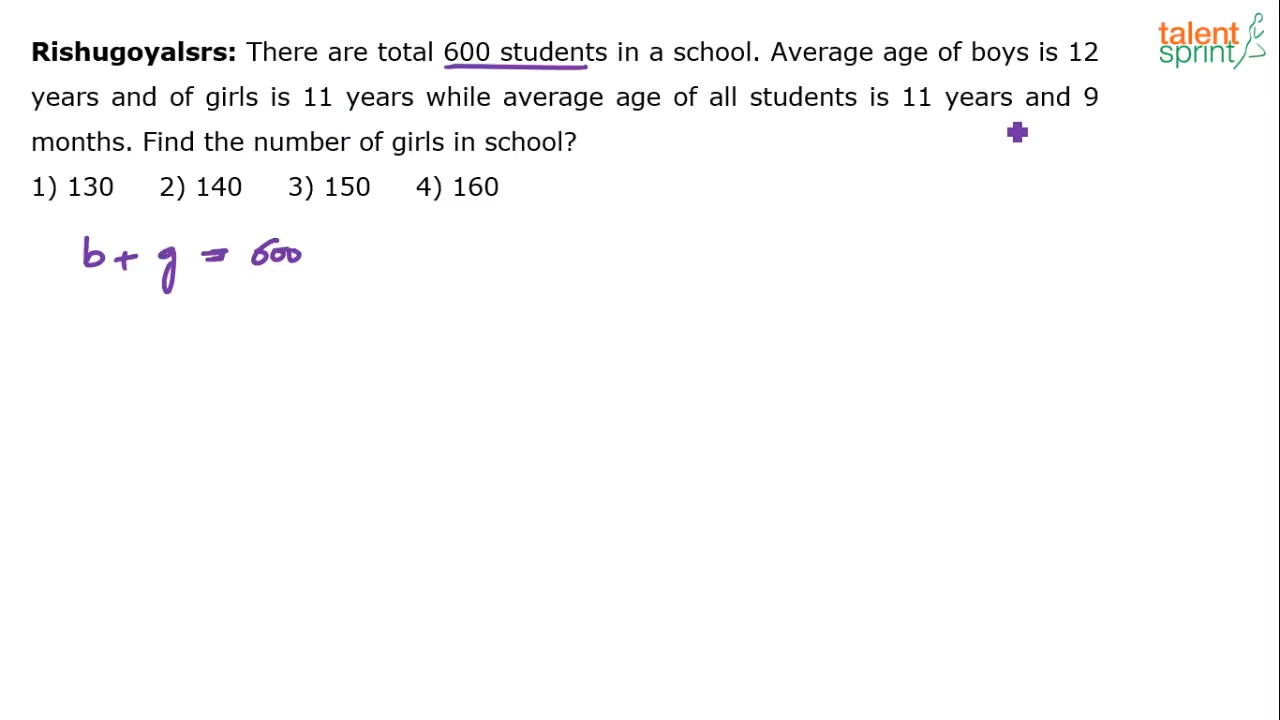 talent
sprint
Rishugoyalsrs: There are total 600 students in a school. Average age of boys is 12
years and of girls is 11 years while average age of all students is 11 years and 9
months. Find the number of girls in school?
1) 130 2) 140 3) 150 4) 160
b + g = 600